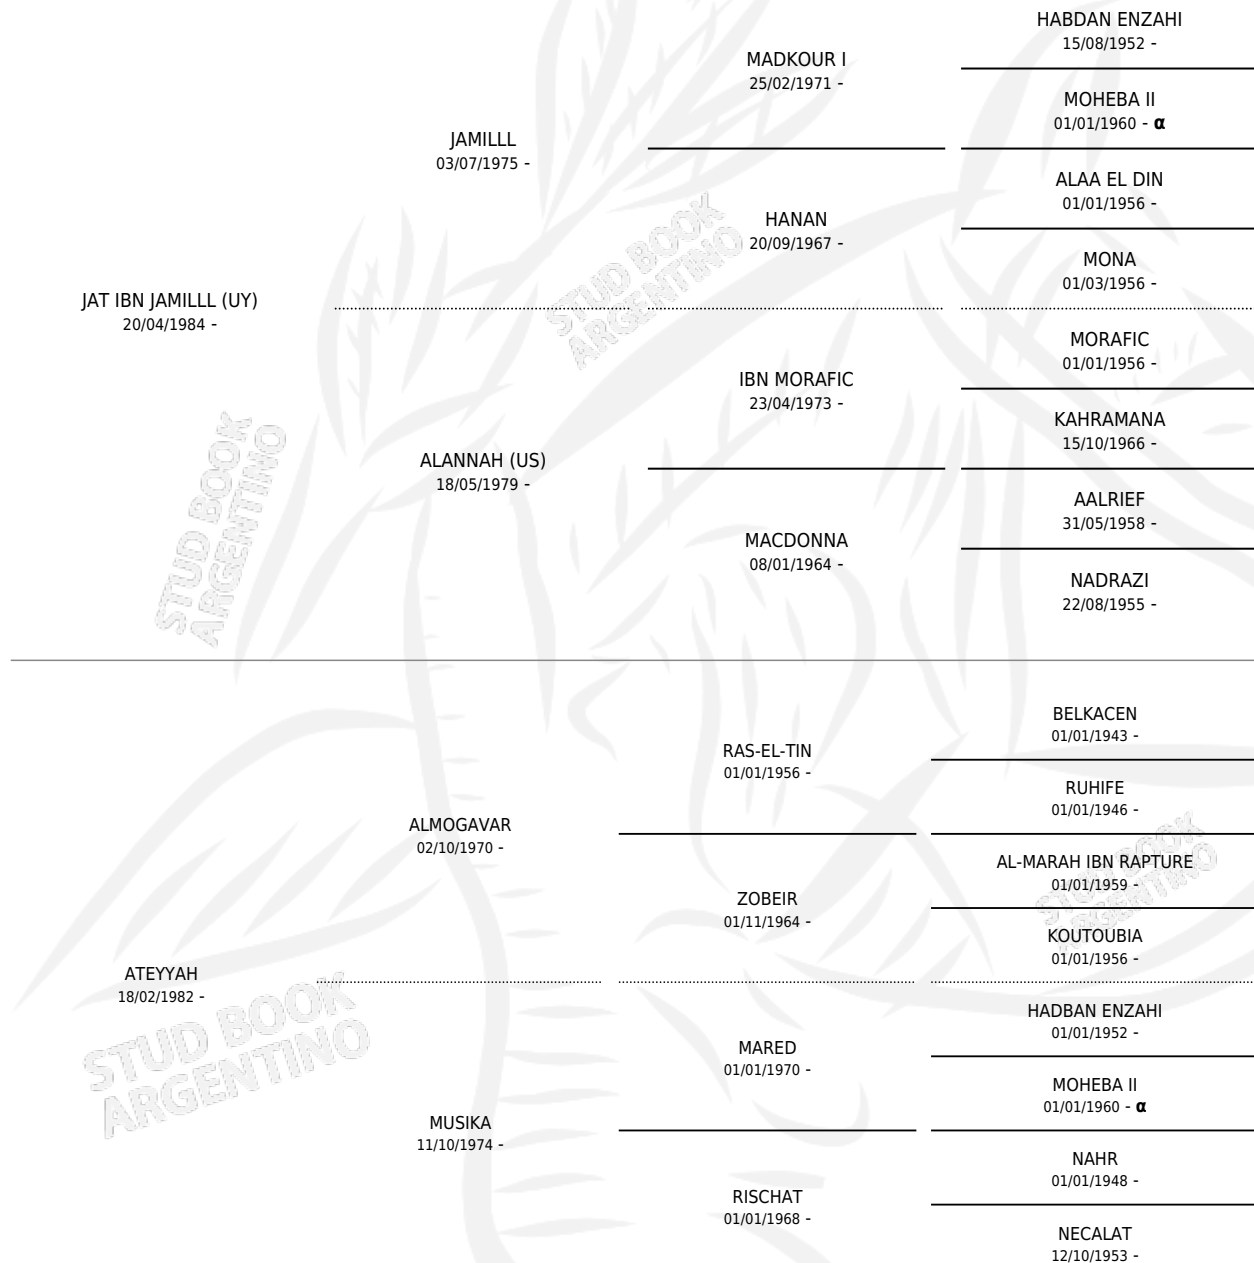 HABDAN ENZAHI
15/08/1952 -
MADKOUR I
25/02/1971 -
MOHEBA II
01/01/1960 - α
JAMILLL
03/07/1975 -
ALAA EL DIN
01/01/1956 -
HANAN
20/09/1967 -
MONA
01/03/1956 -
JAT IBN JAMILLL (UY)
20/04/1984 -
MORAFIC
01/01/1956 -
IBN MORAFIC
23/04/1973 -
KAHRAMANA
15/10/1966 -
ALANNAH (US)
18/05/1979 -
AALRIEF
31/05/1958 -
MACDONNA
08/01/1964 -
NADRAZI
22/08/1955 -
BELKACEN
01/01/1943 -
RAS-EL-TIN
01/01/1956 -
RUHIFE
01/01/1946 -
ALMOGAVAR
02/10/1970 -
AL-MARAH IBN RAPTURE
01/01/1959 -
ZOBEIR
01/11/1964 -
KOUTOUBIA
01/01/1956 -
ATEYYAH
18/02/1982 -
HADBAN ENZAHI
01/01/1952 -
MARED
01/01/1970 -
MOHEBA II
01/01/1960 - α
MUSIKA
11/10/1974 -
NAHR
01/01/1948 -
RISCHAT
01/01/1968 -
NECALAT
12/10/1953 -
STUD BOOK
ARGENTINO
STUD BOOK
ARGENTINO
STUD BOOK
ARGENTINO
STUD BOOK
ARGENTINO